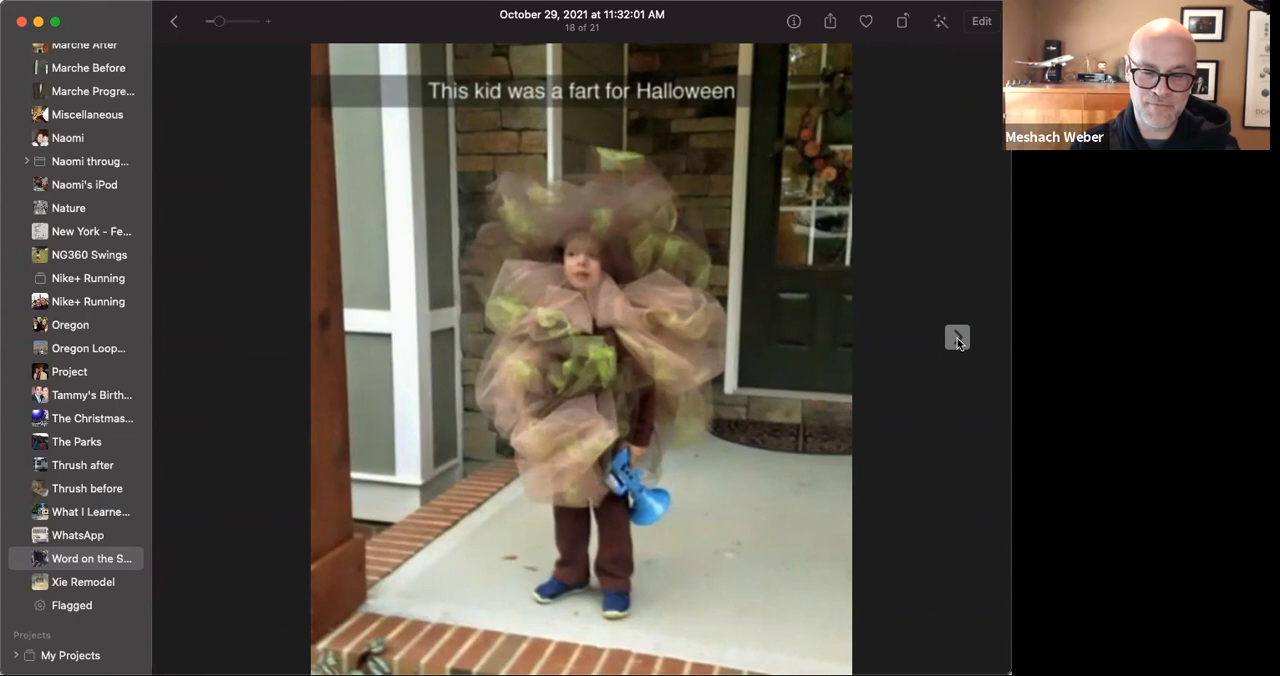 October 29, 2021 at 11:32:01 AM
18 of 21
Edit
Marche After
Marche Before
Marche Progre...
Miscellaneous
Naomi
Naomi throug...
Naomi's iPod
Nature
New York - Fe...
NG360 Swings
Nike+ Running
Nike+ Running
Oregon
Oregon Loop...
Project
Tammy's Birth...
The Christmas...
The Parks
Thrush after
Thrush before
What I Learne...
WhatsApp
Word on the S...
Xie Remodel
Flagged
Projects
My Projects
This kid was a fart for Halloween
Meshach Weber